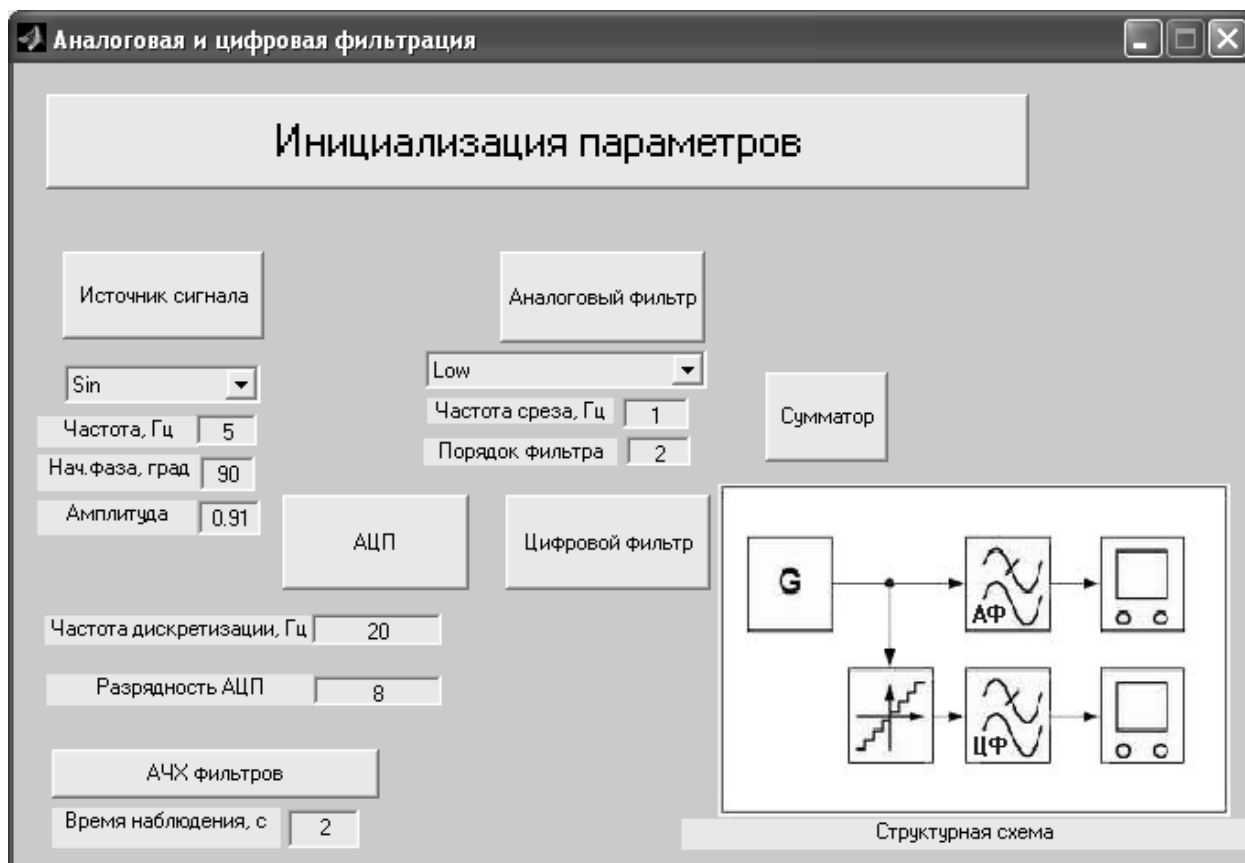 Аналоговая и цифровая фильтрация
Инициализация параметров
Источник сигнала
Аналоговый фильтр
Sin
Low
Частота, Гц 5
Частота среза, Гц 1
Сумматор
Нач.фаза, град 90
Порядок фильтра 2
Амплитуда 0.91
АЦП
Цифровой фильтр
G
АФ
Частота дискретизации, Гц 20
Разрядность АЦП 8
ЦФ
АЧХ фильтров
Время наблюдения, с 2
Структурная схема